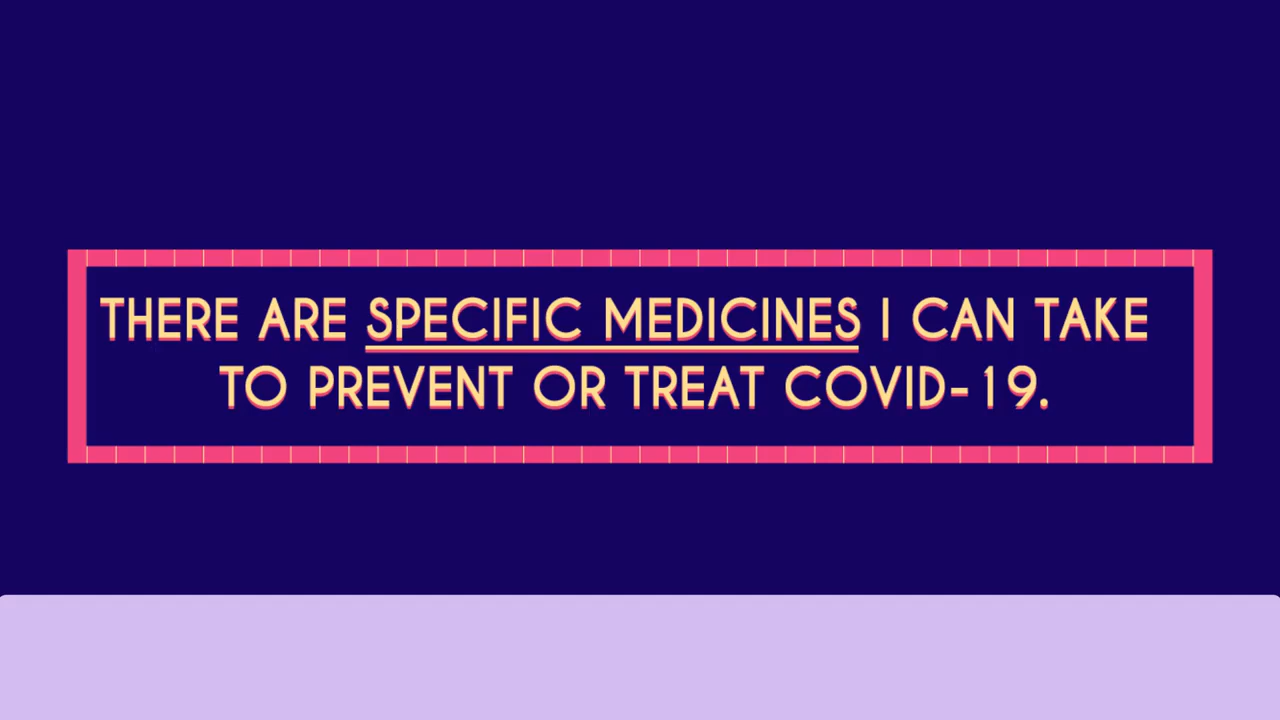 THERE ARE SPECIFIC MEDICINES I CAN TAKE
TO PREVENT OR TREAT COVID-19.